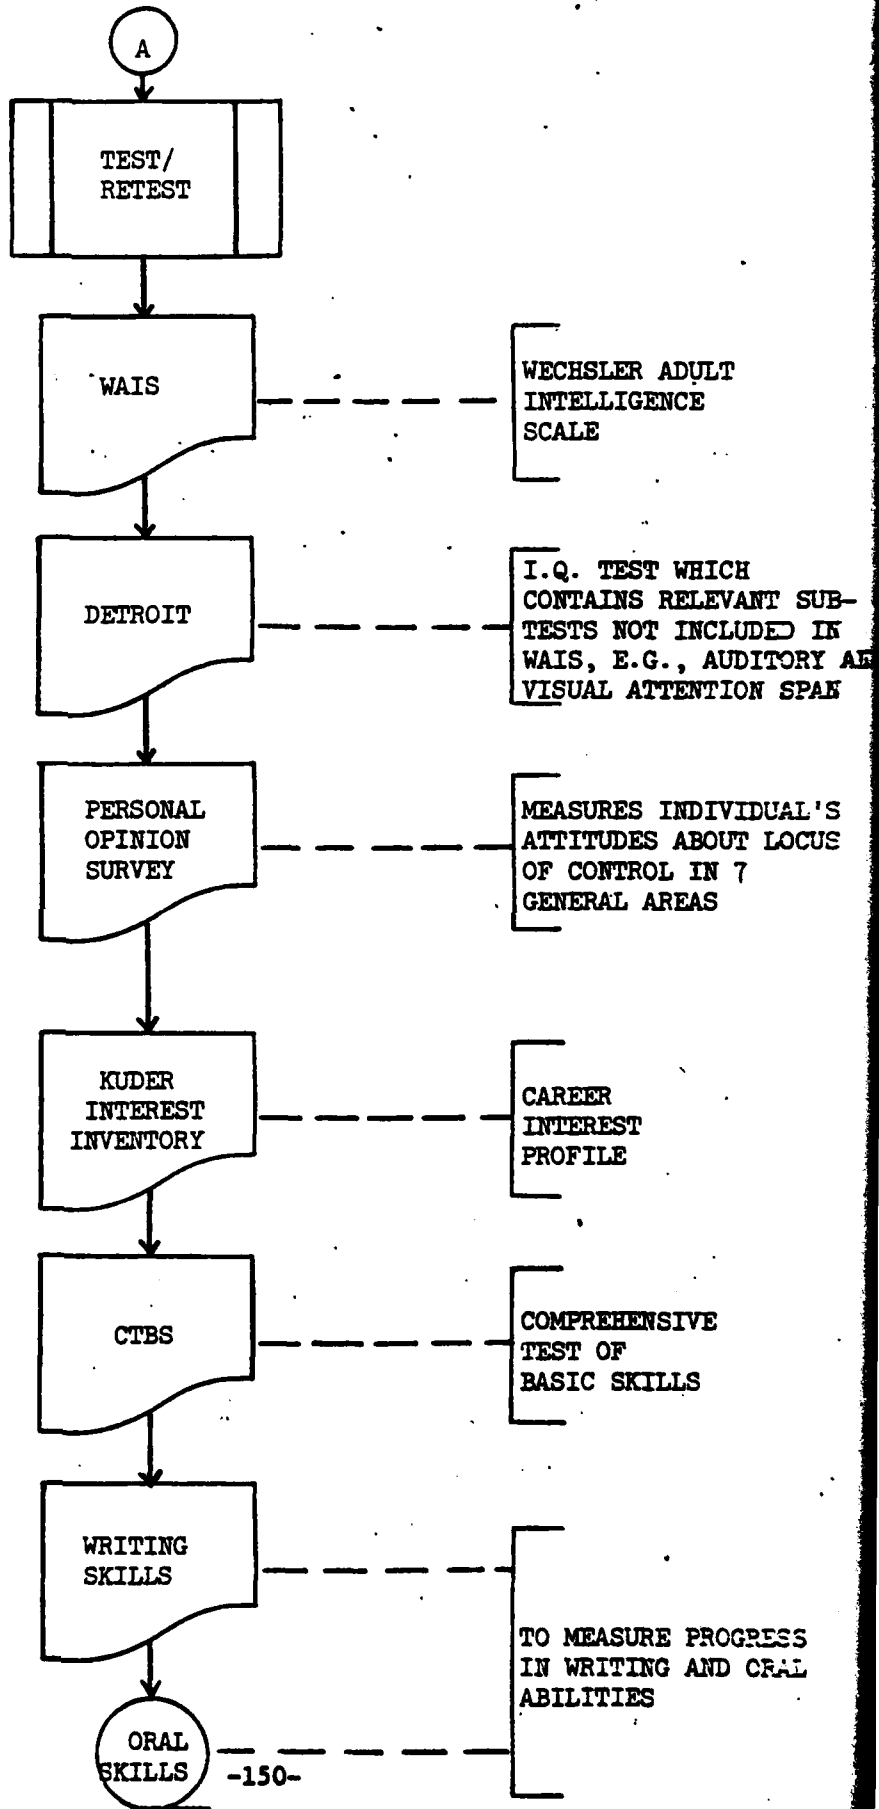 A
TEST/
RETEST
WAIS
WECHSLER ADULT
INTELLIGENCE
SCALE
DETROIT
I.Q. TEST WHICH
CONTAINS RELEVANT SUB-
TESTS NOT INCLUDED IN
WAIS, E.G., AUDITORY
VISUAL ATTENTION SPAN
PERSONAL
OPINION
SURVEY
MEASURES INDIVIDUAL'S
ATTITUDES ABOUT LOCUS
OF CONTROL IN 7
GENERAL AREAS
KUDER
INTEREST
INVENTORY
CAREER
INTEREST
PROFILE
CTBS
COMPREHENSIVE
TEST OF
BASIC SKILLS
WRITING
SKILLS
TO MEASURE PROGRESS
IN WRITING AND ORAL
ABILITIES
ORAL
SKILLS
-150-